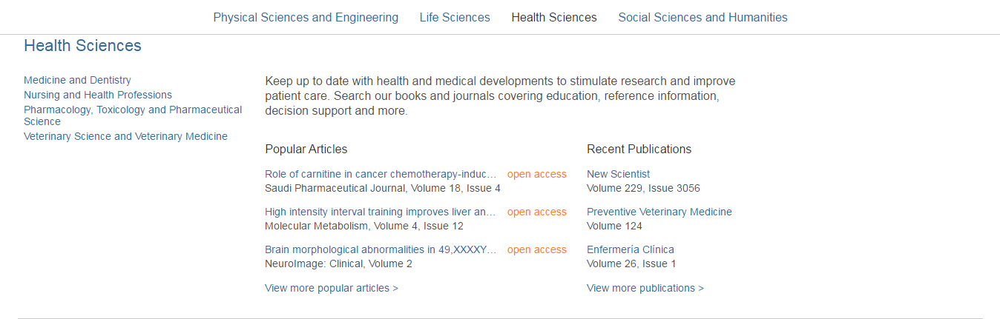 Physical Sciences and Engineering Life Sciences Health Sciences Social Sciences and Humanities
Health Sciences
Medicine and Dentistry
Nursing and Health Professions
Pharmacology, Toxicology and Pharmaceutical
Science
Veterinary Science and Veterinary Medicine
Keep up to date with health and medical developments to stimulate research and improve
patient care. Search our books and journals covering education, reference information,
decision support and more.
Popular Articles
Role of carnitine in cancer chemotherapy-induc... open access
Saudi Pharmaceutical Journal, Volume 18, Issue 4
High intensity interval training improves liver an... open access
Molecular Metabolism, Volume 4, Issue 12
Brain morphological abnormalities in 49,XXXXY... open access
NeuroImage: Clinical, Volume 2
View more popular articles >
Recent Publications
New Scientist
Volume 229, Issue 3056
Preventive Veterinary Medicine
Volume 124
Enfermería Clínica
Volume 26, Issue 1
View more publications >